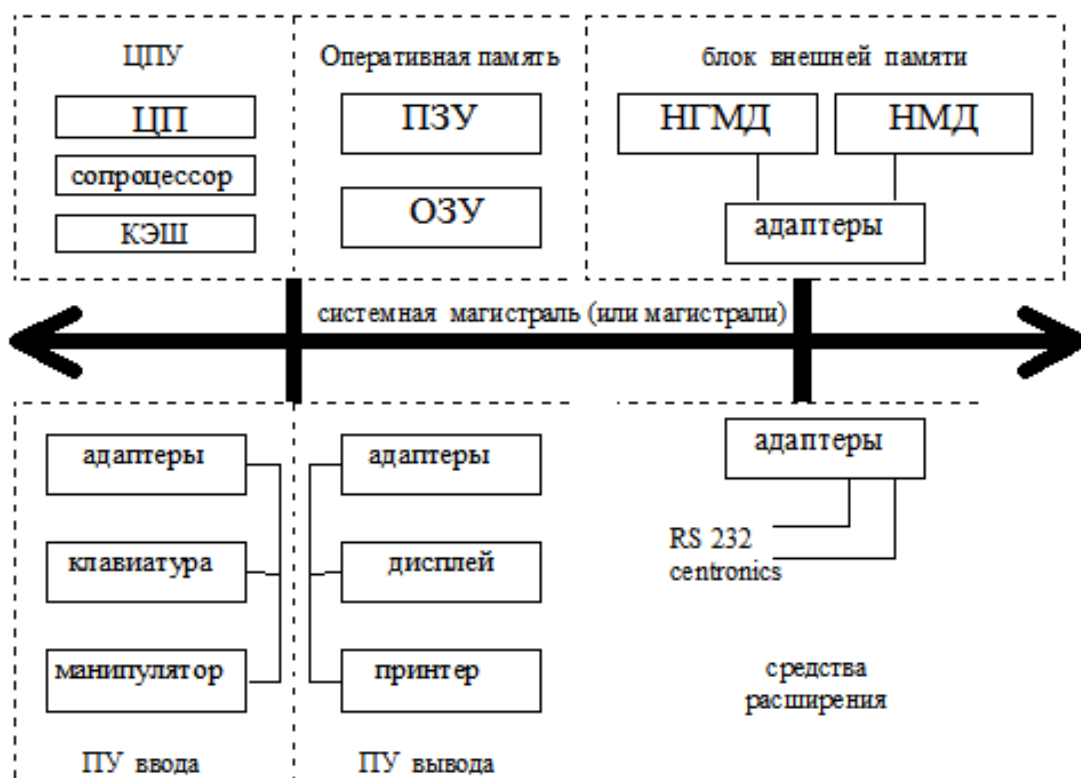 ЦПУ
ЦП
сопроцессор
КЭШ
Оперативная память
ПЗУ
ОЗУ
блок внешней памяти
НГМД
НМД
адаптеры
системная магистраль (или магистрали)
адаптеры
клавиатура
манипулятор
ПУ ввода
адаптеры
дисплей
принтер
ПУ вывода
адаптеры
RS 232
centronics
средства
расширения